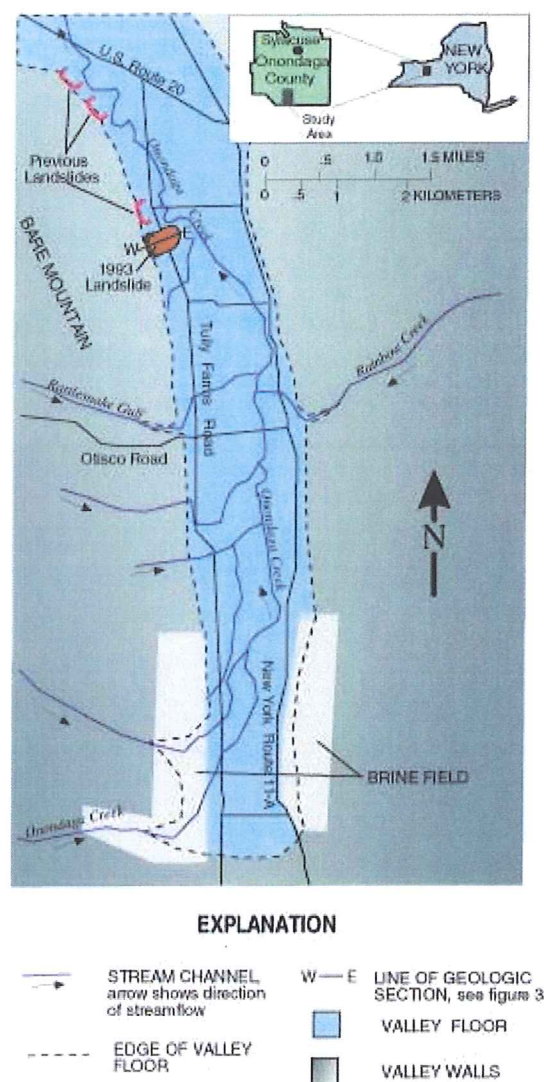 U.S. Route 20
Syracuse
Onondaga
County
Study
Area
NEW
YORK
0 .5 1.0 1.5 MILES
0 .5 1 2 KILOMETERS
Previous
Landslides
Onondaga
Creek
W E
1993
Landslide
BARE MOUNTAIN
Tully Farms Road
Rainbow Creek
Rattlesnake Gulf
Otisco Road
Onondaga Creek
N
New York Route 11-A
BRINE FIELD
Onondaga Creek
EXPLANATION
STREAM CHANNEL,
arrow shows direction
of streamflow
EDGE OF VALLEY
FLOOR
W — E LINE OF GEOLOGIC
SECTION, see figure 3
VALLEY FLOOR
VALLEY WALLS